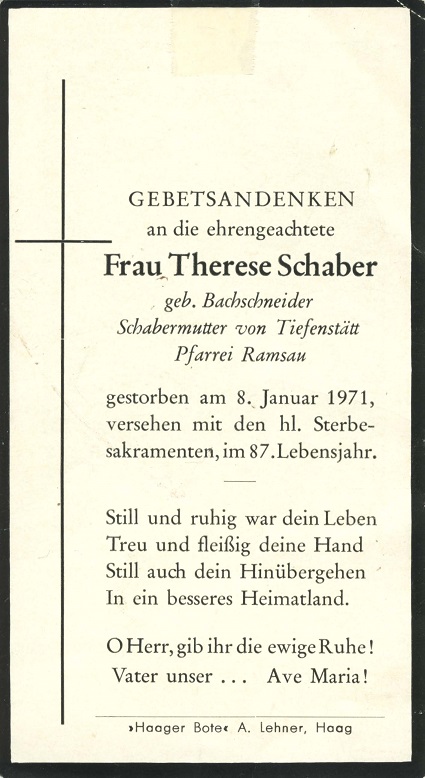 GEBETSANDENKEN
an die ehrengeachtete
Frau Therese Schaber
geb. Bachschneider
Schabermutter von Tiefenstätt
Pfarrei Ramsau
gestorben am 8. Januar 1971,
versehen mit den hl. Sterbe-
sakramenten, im 87. Lebensjahr.
Still und ruhig war dein Leben
Treu und fleißig deine Hand
Still auch dein Hinübergehen
In ein besseres Heimatland.
O Herr, gib ihr die ewige Ruhe!
Vater unser ... Ave Maria!
»Haager Bote« A. Lehner, Haag